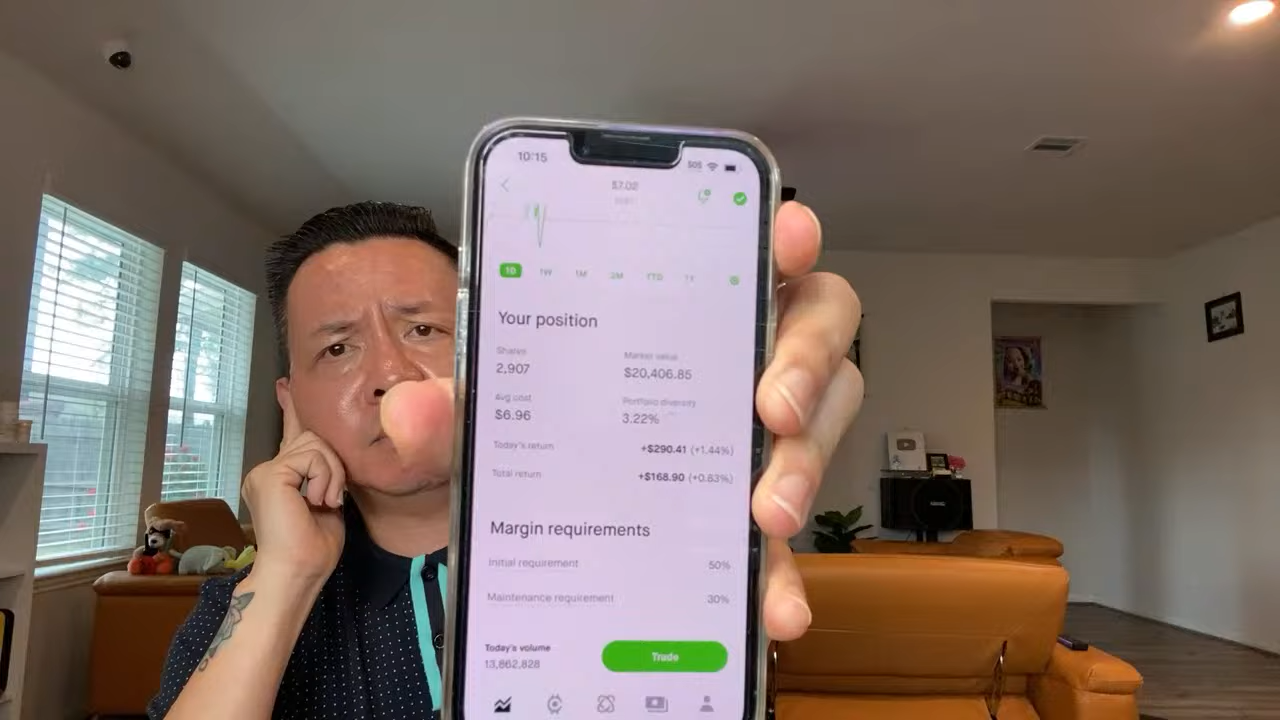 10:15
SOS
$7.02
1D 1W 1M 3M YTD 1Y
Your position
Shares Market value
2,907 $20,406.85
Avg cost Portfolio diversity
$6.96 3.22%
Today's return +$290.41 (+1.44%)
Total return +$168.90 (+0.83%)
Margin requirements
Initial requirement 50%
Maintenance requirement 30%
Today's volume
13,862,828
Trade